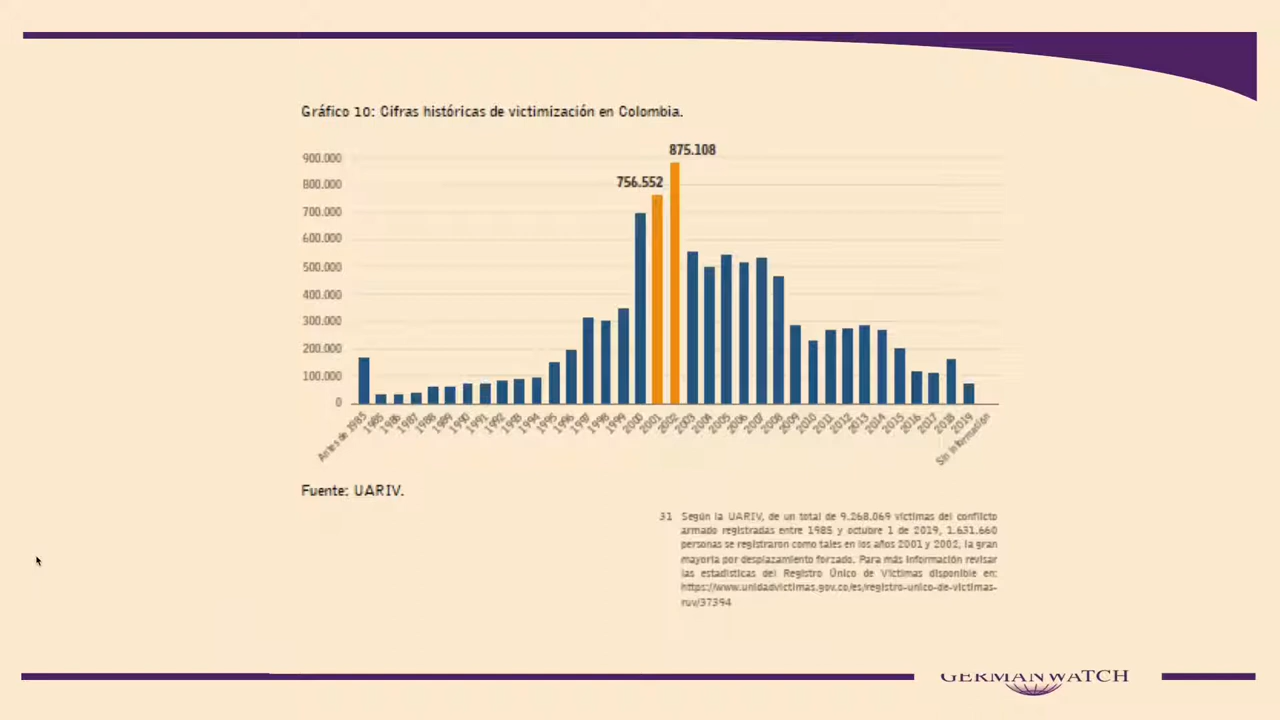 Gráfico 10: Cifras históricas de victimización en Colombia.
875.108
756.552
900.000
800.000
700.000
600.000
500.000
400.000
300.000
200.000
100.000
0
Antes de 1985 1985 1986 1987 1988 1989 1990 1991 1992 1993 1994 1995 1996 1997 1998 1999 2000 2001 2002 2003 2004 2005 2006 2007 2008 2009 2010 2011 2012 2013 2014 2015 2016 2017 2018 2019 Sin información
Fuente: UARIV.
31 Según la UARIV, de un total de 9.268.069 víctimas del conflicto
armado registradas entre 1985 y octubre 1 de 2019, 1.631.660
personas se registraron como tales en los años 2001 y 2002, la gran
mayoría por desplazamiento forzado. Para más información revisar
las estadísticas del Registro Único de Víctimas disponible en:
https://www.unidadvictimas.gov.co/es/registro-unico-de-victimas-
ruv/37394
GERMANWATCH